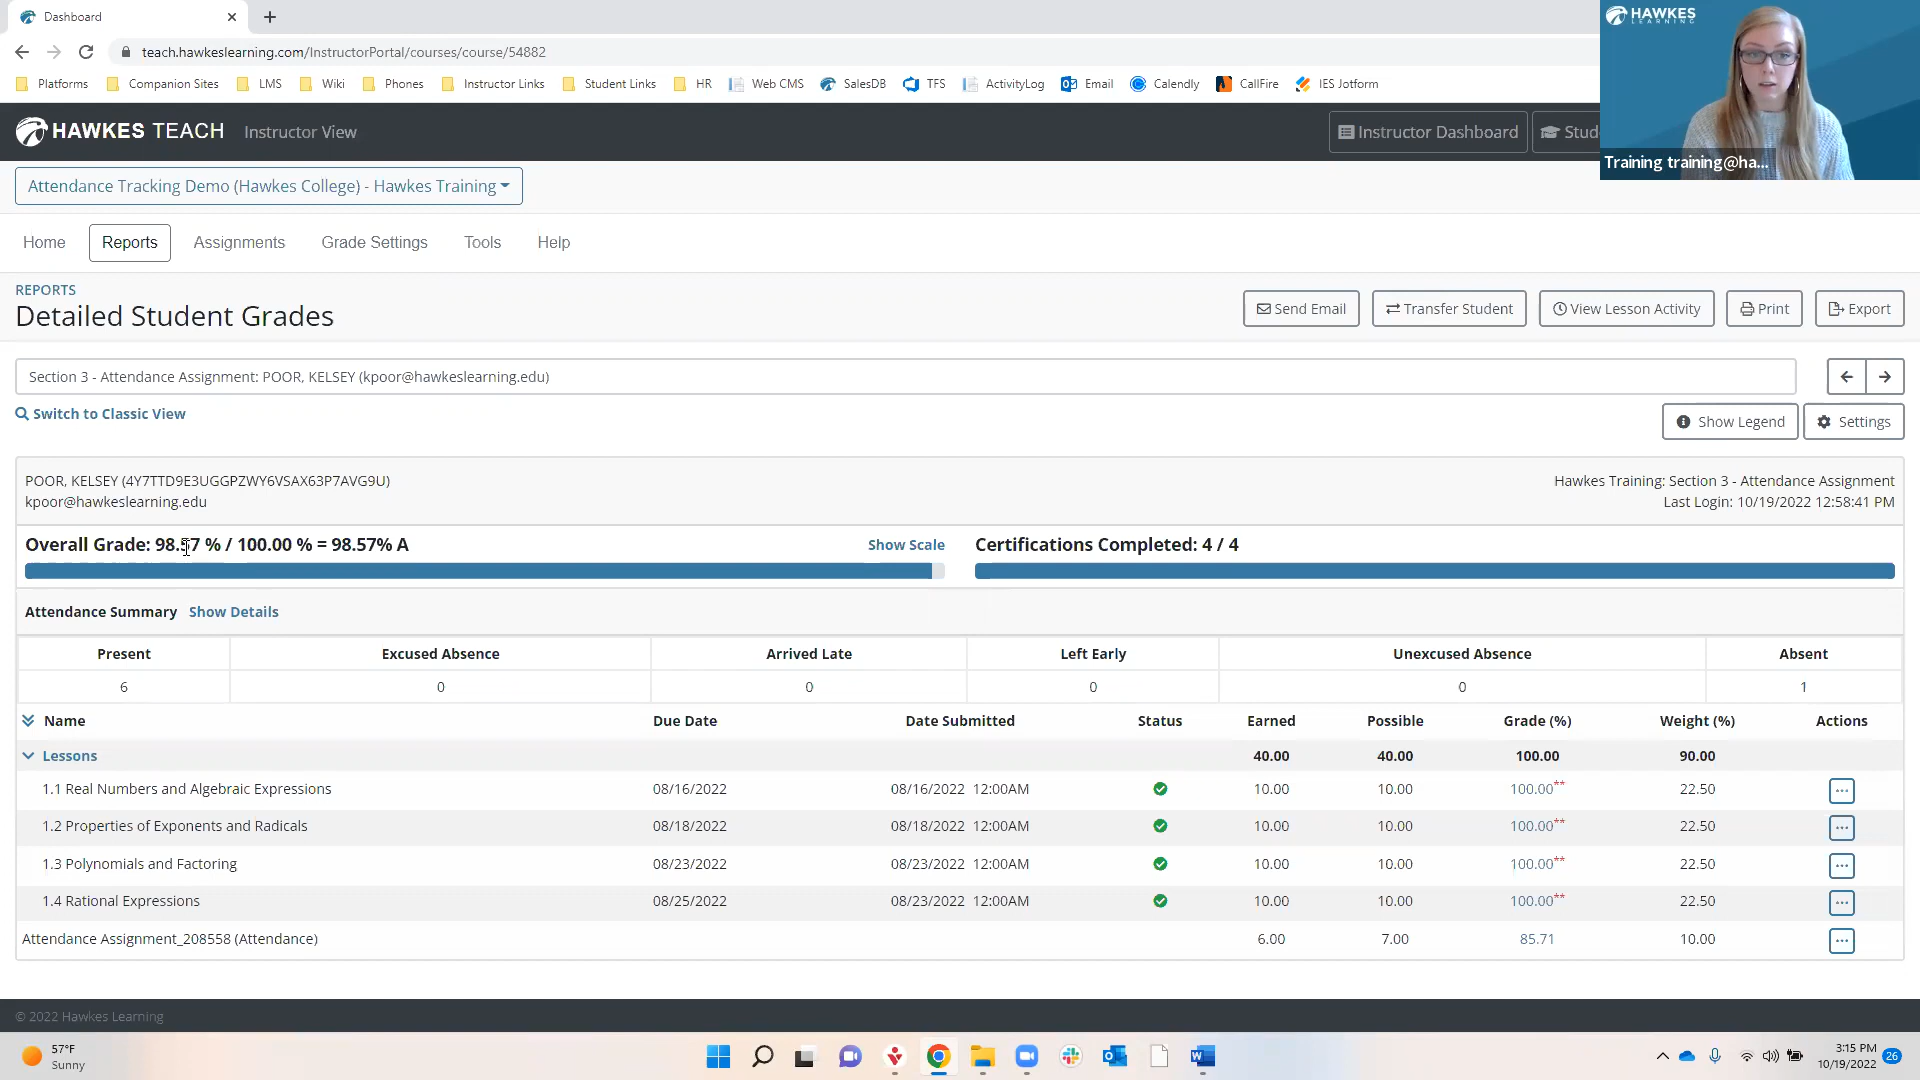 Dashboard
teach.hawkeslearning.com/InstructorPortal/courses/course/54882
Platforms Companion Sites LMS Wiki Phones Instructor Links Student Links HR Web CMS SalesDB TFS ActivityLog Email Calendly CallFire IES Jotform
HAWKES LEARNING
Training training@ha...
HAWKES TEACH Instructor View Instructor Dashboard Stud
Attendance Tracking Demo (Hawkes College) - Hawkes Training
Home Reports Assignments Grade Settings Tools Help
REPORTS
Detailed Student Grades
Send Email Transfer Student View Lesson Activity Print Export
Section 3 - Attendance Assignment: POOR, KELSEY (kpoor@hawkeslearning.edu)
Switch to Classic View
Show Legend Settings
POOR, KELSEY (4Y7TTD9E3UGGPZWY6VSAX63P7AVG9U) Hawkes Training: Section 3 - Attendance Assignment
kpoor@hawkeslearning.edu Last Login: 10/19/2022 12:58:41 PM
Overall Grade: 98.57 % / 100.00 % = 98.57% A Show Scale Certifications Completed: 4 / 4
Attendance Summary Show Details
Present Excused Absence Arrived Late Left Early Unexcused Absence Absent
6 0 0 0 0 1
Name Due Date Date Submitted Status Earned Possible Grade (%) Weight (%) Actions
Lessons 40.00 40.00 100.00 90.00
1.1 Real Numbers and Algebraic Expressions 08/16/2022 08/16/2022 12:00AM 10.00 10.00 100.00** 22.50 ...
1.2 Properties of Exponents and Radicals 08/18/2022 08/18/2022 12:00AM 10.00 10.00 100.00** 22.50 ...
1.3 Polynomials and Factoring 08/23/2022 08/23/2022 12:00AM 10.00 10.00 100.00** 22.50 ...
1.4 Rational Expressions 08/25/2022 08/23/2022 12:00AM 10.00 10.00 100.00** 22.50 ...
Attendance Assignment_208558 (Attendance) 6.00 7.00 85.71 10.00 ...
© 2022 Hawkes Learning
57°F
Sunny
3:15 PM
10/19/2022
26